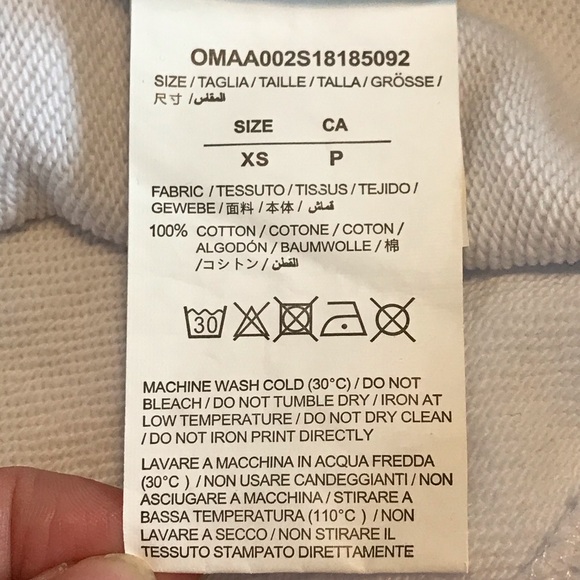 OMAA002S18185092
SIZE / TAGLIA / TAILLE / TALLA / GRÖSSE /
尺寸 / المقاس
SIZE CA
XS P
FABRIC / TESSUTO / TISSUS / TEJIDO /
GEWEBE / 面料 / 本体 / قماش
100% COTTON / COTONE / COTON /
ALGODÓN / BAUMWOLLE / 棉
/コシトン / القطن
30
MACHINE WASH COLD (30°C) / DO NOT
BLEACH / DO NOT TUMBLE DRY / IRON AT
LOW TEMPERATURE / DO NOT DRY CLEAN
/ DO NOT IRON PRINT DIRECTLY
LAVARE A MACCHINA IN ACQUA FREDDA
(30°C ) / NON USARE CANDEGGIANTI / NON
ASCIUGARE A MACCHINA / STIRARE A
BASSA TEMPERATURA (110°C ) / NON
LAVARE A SECCO / NON STIRARE IL
TESSUTO STAMPATO DIRETTAMENTE